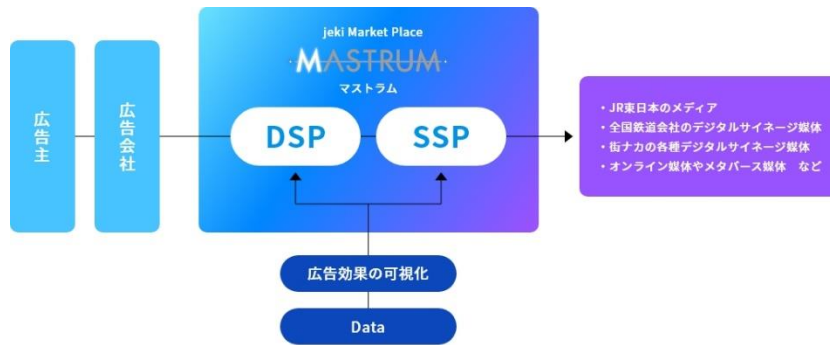 広告主
広告会社
jeki Market Place
MASTRUM
マストラム
DSP
SSP
・JR東日本のメディア
・全国鉄道会社のデジタルサイネージ媒体
・街ナカの各種デジタルサイネージ媒体
・オンライン媒体やメタバース媒体　など
広告効果の可視化
Data